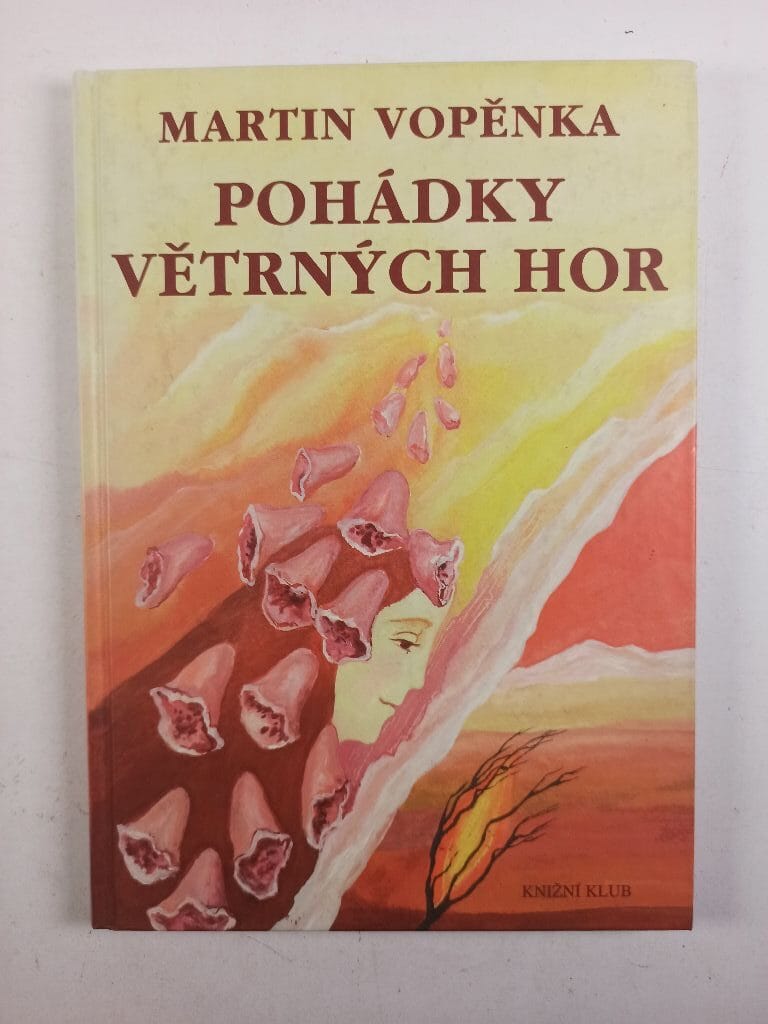 MARTIN VOPĚNKA
POHÁDKY
VĚTRNÝCH HOR
KNIŽNÍ KLUB